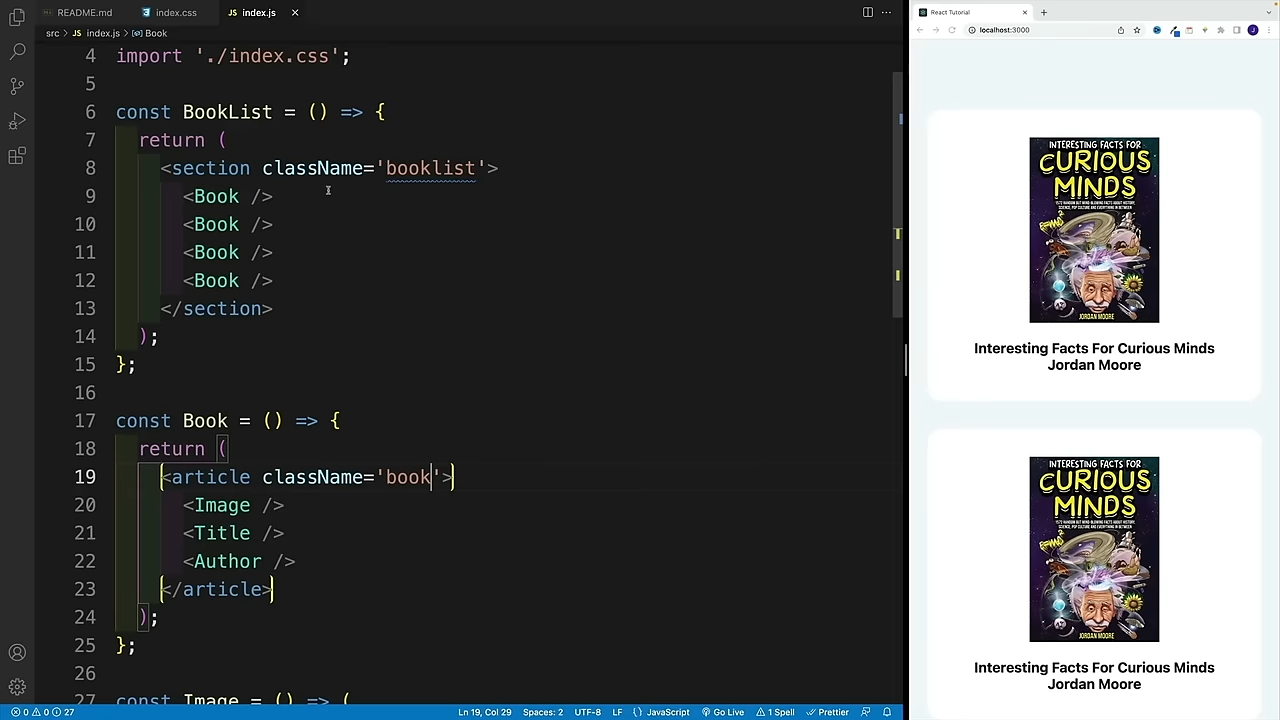 README.md
index.css
index.js
src > index.js > Book
4 import './index.css';
5
6 const BookList = () => {
7 return (
8 <section className='booklist'>
9 <Book />
10 <Book />
11 <Book />
12 <Book />
13 </section>
14 );
15 };
16
17 const Book = () => {
18 return (
19 <article className='book'>
20 <Image />
21 <Title />
22 <Author />
23 </article>
24 );
25 };
26
27 const Image = () => (
0 0 27
Ln 19, Col 29
Spaces: 2
UTF-8
LF
{ } JavaScript
Go Live
1 Spell
Prettier
React Tutorial
localhost:3000
J
INTERESTING FACTS FOR
CURIOUS
MINDS
JORDAN MOORE
Interesting Facts For Curious Minds
Jordan Moore
INTERESTING FACTS FOR
CURIOUS
MINDS
JORDAN MOORE
Interesting Facts For Curious Minds
Jordan Moore